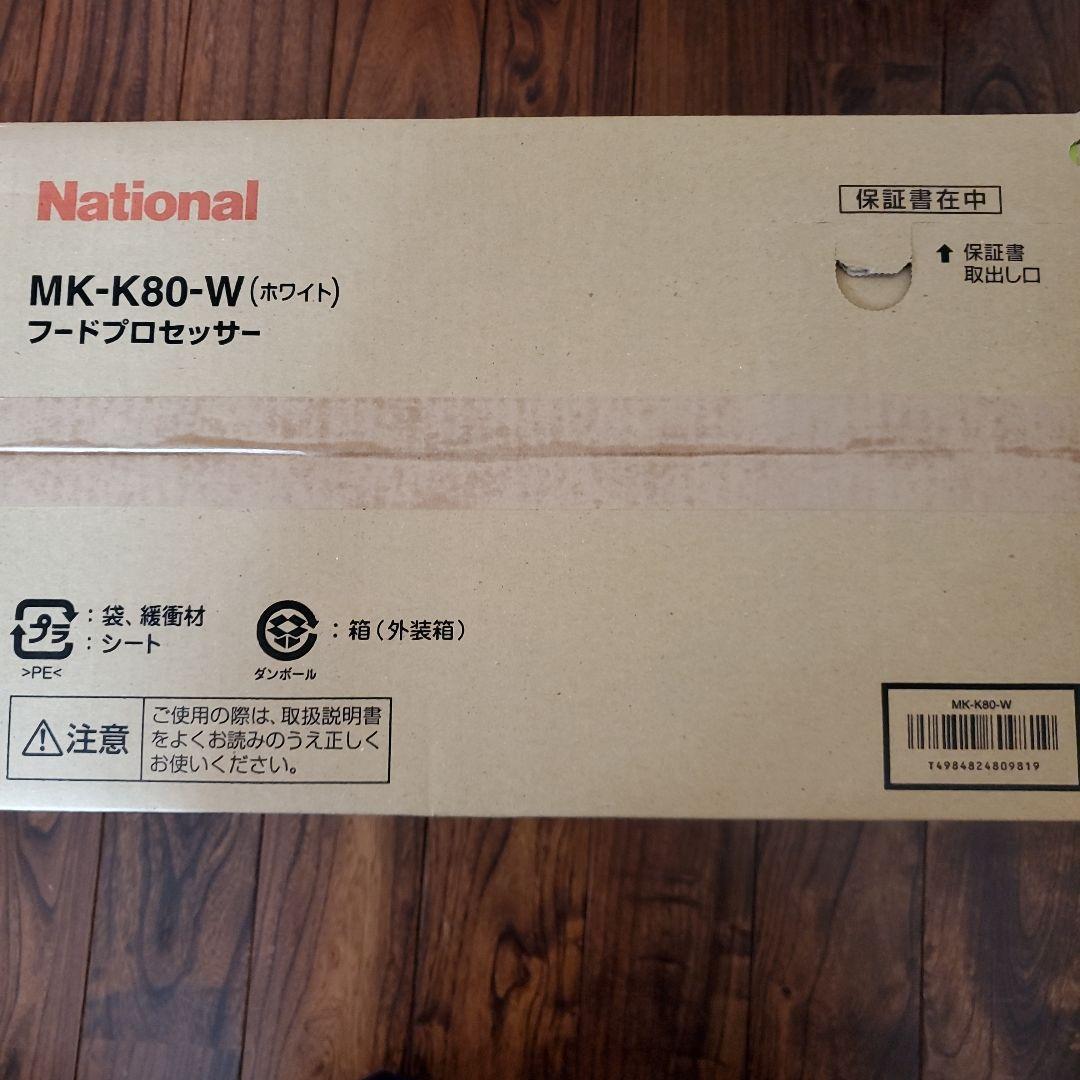 National
保証書在中
保証書
取出し口
MK-K80-W(ホワイト)
フードプロセッサー
プラ
:袋、緩衝材
:シート
>PE<
:箱(外装箱)
ダンボール
注意
ご使用の際は、取扱説明書
をよくお読みのうえ正しく
お使いください。
MK-K80-W
T4984824809819